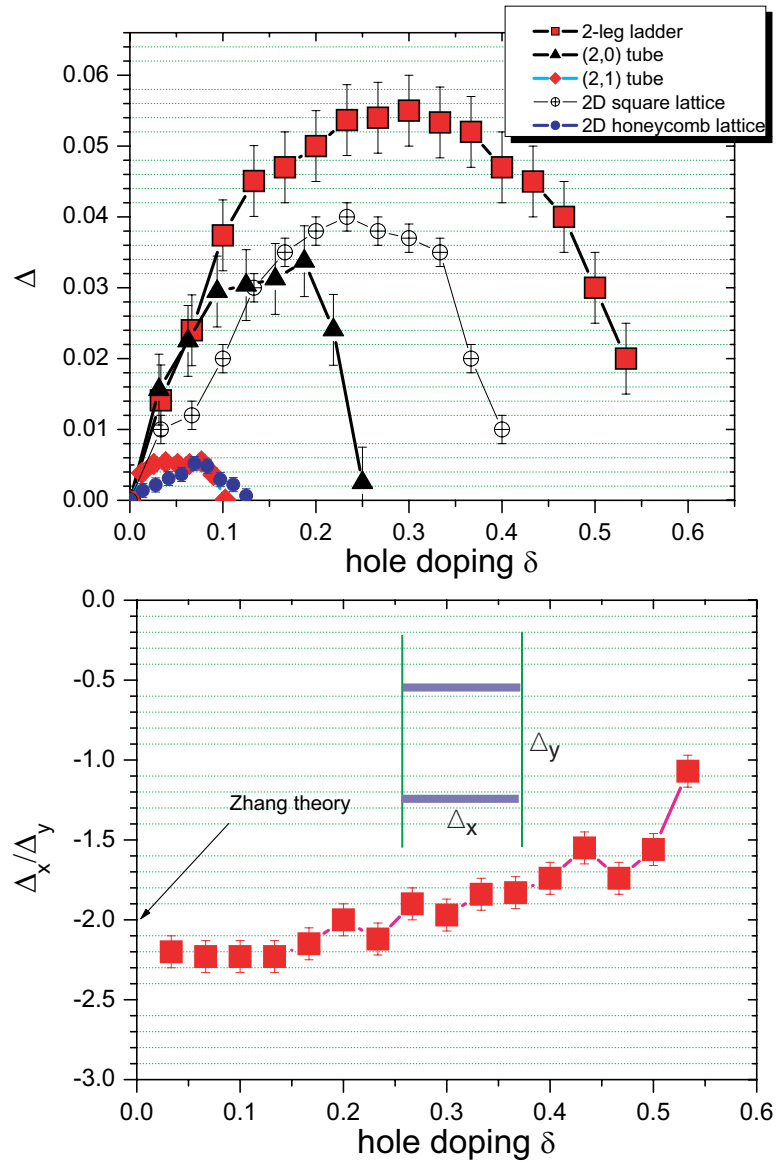 2-leg ladder
(2,0) tube
(2,1) tube
2D square lattice
2D honeycomb lattice
0.06
0.05
0.04
0.03
0.02
0.01
0.00
Δ
0.0 0.1 0.2 0.3 0.4 0.5 0.6
hole doping δ
0.0
-0.5
-1.0
-1.5
-2.0
-2.5
-3.0
Δx/Δy
Δy
Δx
Zhang theory
0.0 0.1 0.2 0.3 0.4 0.5 0.6
hole doping δ